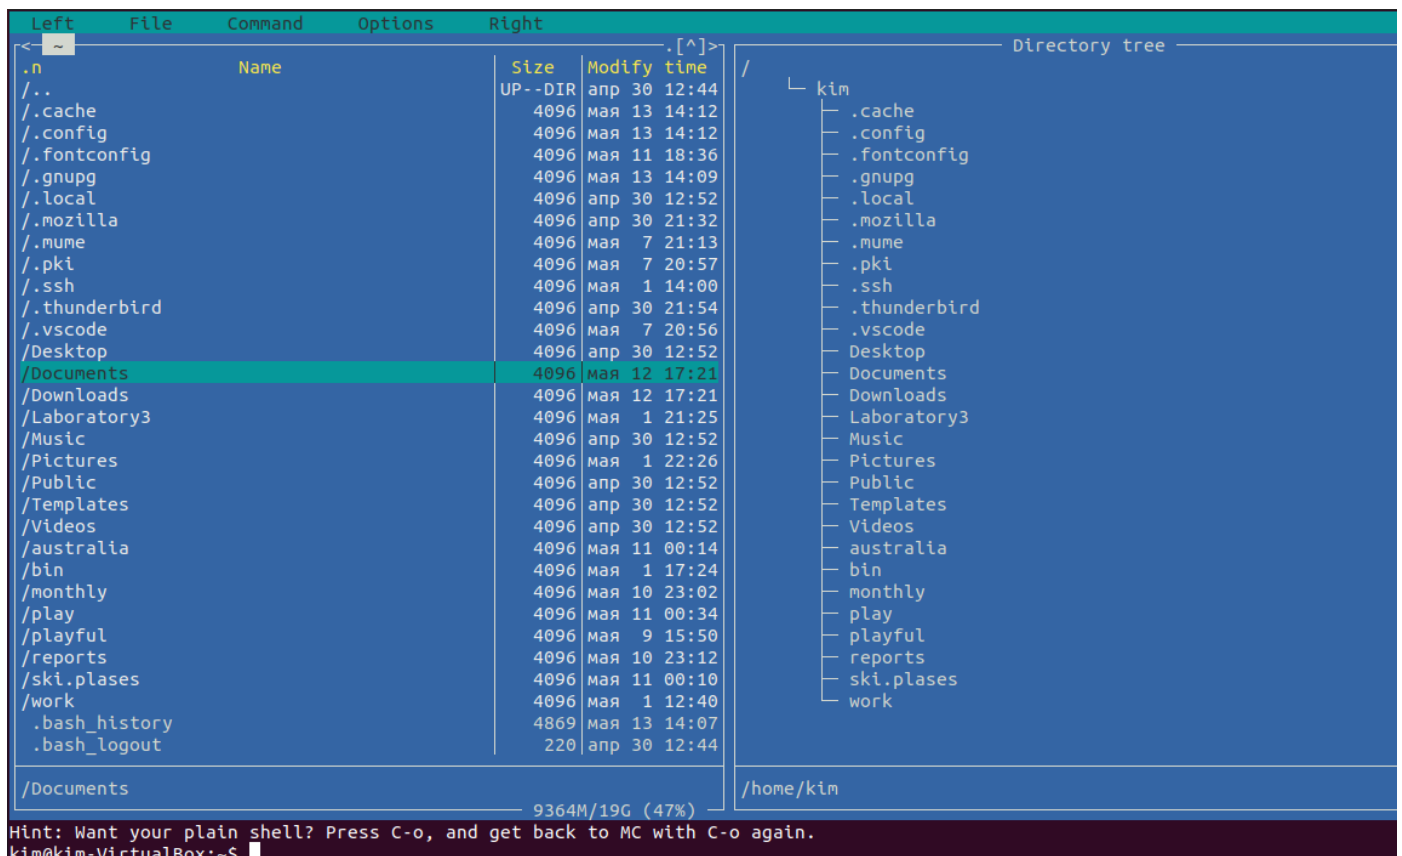 Left File Command Options Right
<─ ~ .[^]>
.n Name Size Modify time
/.. UP--DIR апр 30 12:44
/.cache 4096 мая 13 14:12
/.config 4096 мая 13 14:12
/.fontconfig 4096 мая 11 18:36
/.gnupg 4096 мая 13 14:09
/.local 4096 апр 30 12:52
/.mozilla 4096 апр 30 21:32
/.mume 4096 мая 7 21:13
/.pki 4096 мая 7 20:57
/.ssh 4096 мая 1 14:00
/.thunderbird 4096 апр 30 21:54
/.vscode 4096 мая 7 20:56
/Desktop 4096 апр 30 12:52
/Documents 4096 мая 12 17:21
/Downloads 4096 мая 12 17:21
/Laboratory3 4096 мая 1 21:25
/Music 4096 апр 30 12:52
/Pictures 4096 мая 1 22:26
/Public 4096 апр 30 12:52
/Templates 4096 апр 30 12:52
/Videos 4096 апр 30 12:52
/australia 4096 мая 11 00:14
/bin 4096 мая 1 17:24
/monthly 4096 мая 10 23:02
/play 4096 мая 11 00:34
/playful 4096 мая 9 15:50
/reports 4096 мая 10 23:12
/ski.plases 4096 мая 11 00:10
/work 4096 мая 1 12:40
.bash_history 4869 мая 13 14:07
.bash_logout 220 апр 30 12:44
/Documents
9364M/19G (47%)
Directory tree
/
kim
.cache
.config
.fontconfig
.gnupg
.local
.mozilla
.mume
.pki
.ssh
.thunderbird
.vscode
Desktop
Documents
Downloads
Laboratory3
Music
Pictures
Public
Templates
Videos
australia
bin
monthly
play
playful
reports
ski.plases
work
/home/kim
Hint: Want your plain shell? Press C-o, and get back to MC with C-o again.
kim@kim-VirtualBox:~$